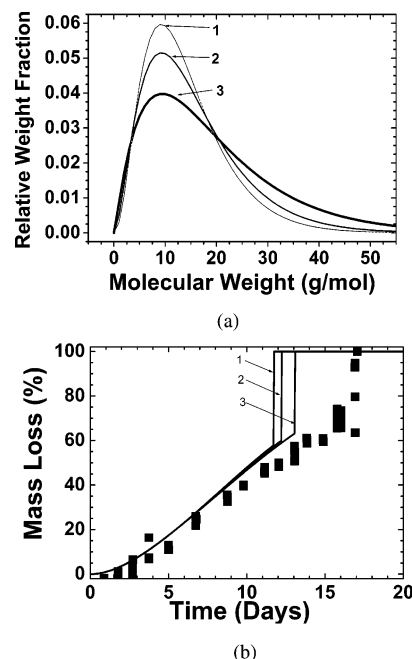 Relative Weight Fraction
0.06
0.05
0.04
0.03
0.02
0.01
0.00
1
2
3
0 10 20 30 40 50
Molecular Weight (g/mol)
(a)
Mass Loss (%)
100
80
60
40
20
0
1
2
3
0 5 10 15 20
Time (Days)
(b)